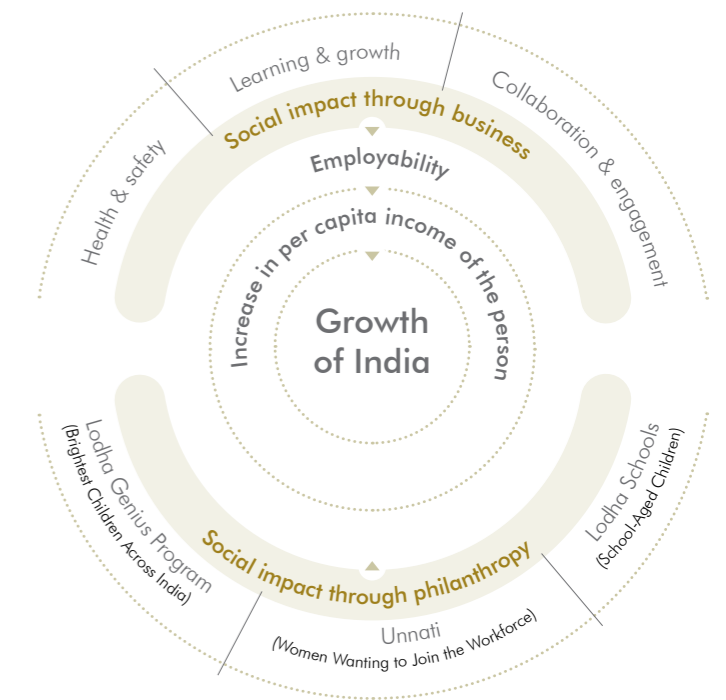 Health & safety
Learning & growth
Collaboration & engagement
Social impact through business
Employability
Increase in per capita income of the person
Growth
of India
Social impact through philanthropy
Lodha Genius Program
(Brightest Children Across India)
Unnati
(Women Wanting to Join the Workforce)
Lodha Schools
(School-Aged Children)